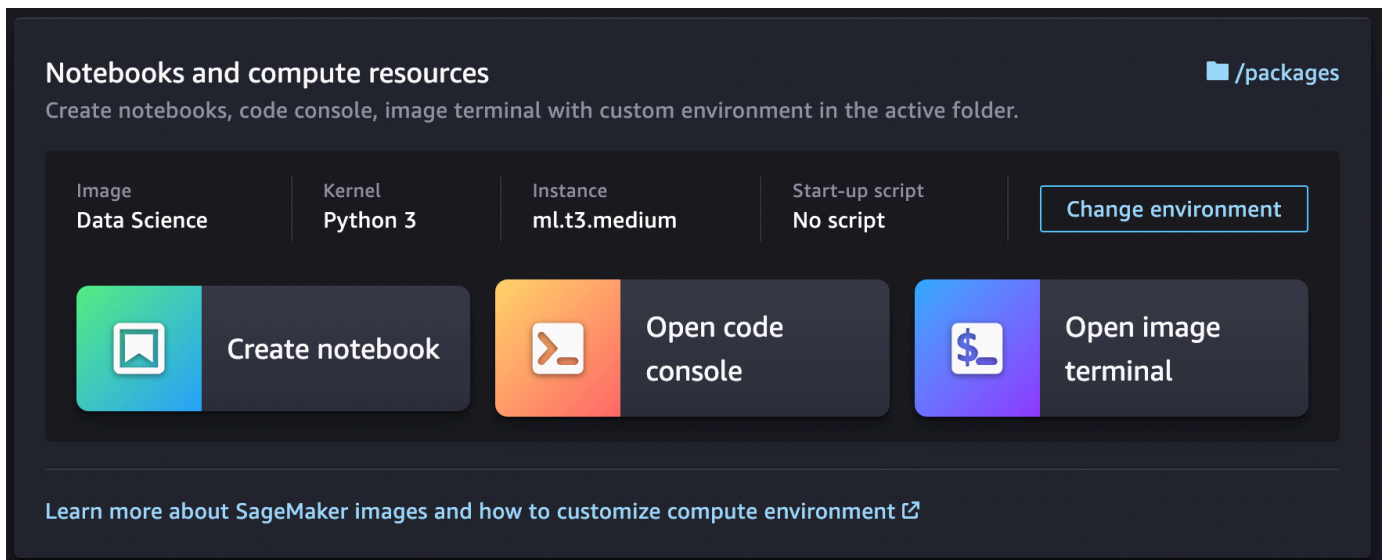 Notebooks and compute resources
/packages
Create notebooks, code console, image terminal with custom environment in the active folder.
Image
Kernel
Instance
Start-up script
Data Science
Python 3
ml.t3.medium
No script
Change environment
Create notebook
>_
Open code
console
$_
Open image
terminal
Learn more about SageMaker images and how to customize compute environment